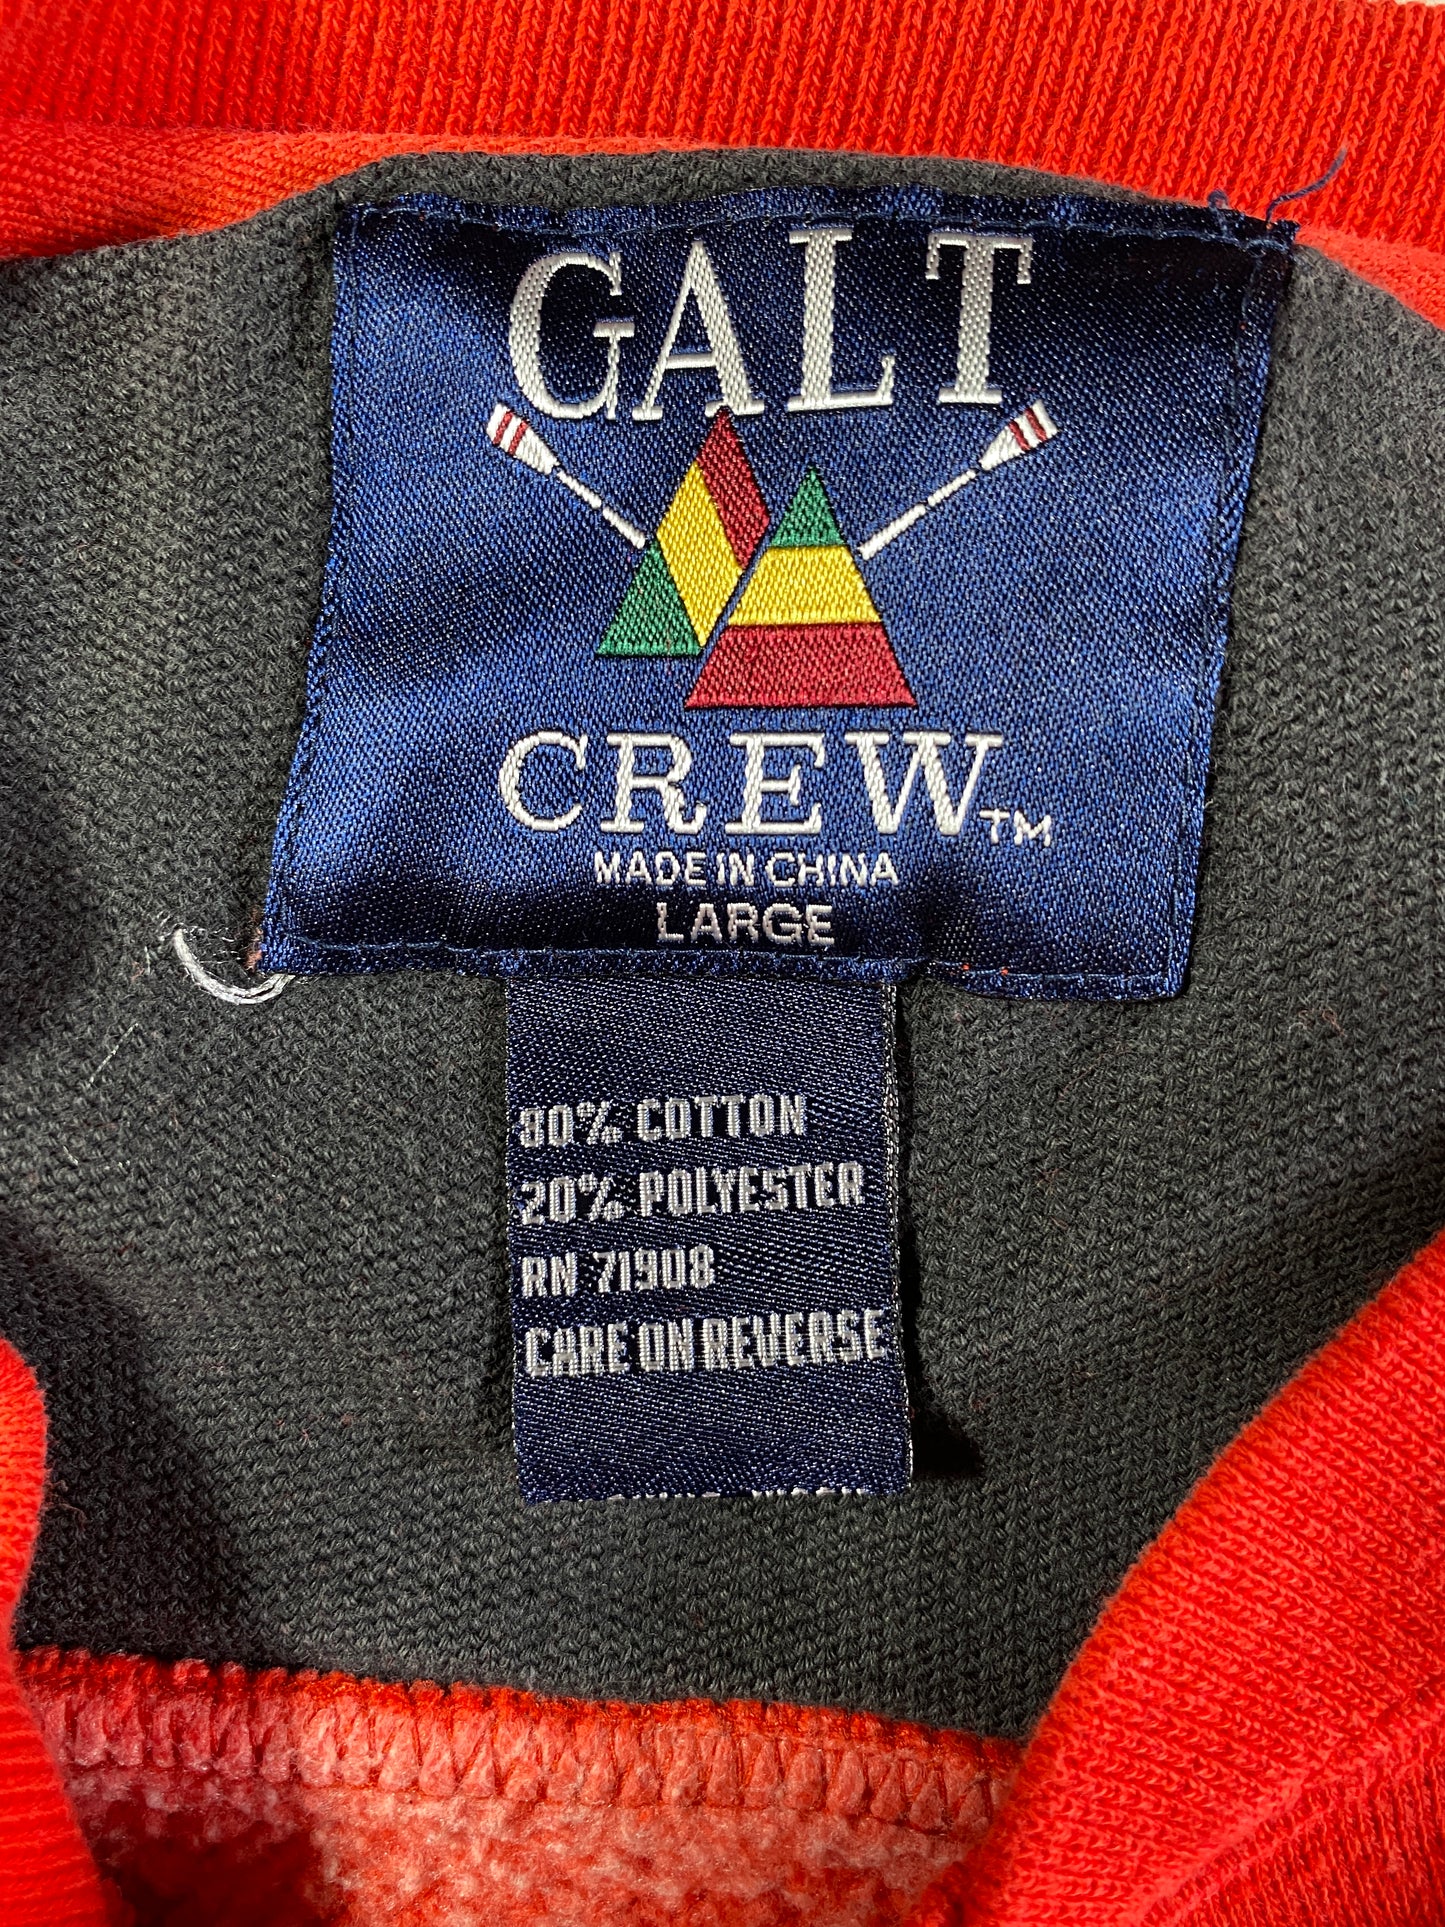 GALT
CREW™
MADE IN CHINA
LARGE
80% COTTON
20% POLYESTER
RN 71908
CARE ON REVERSE